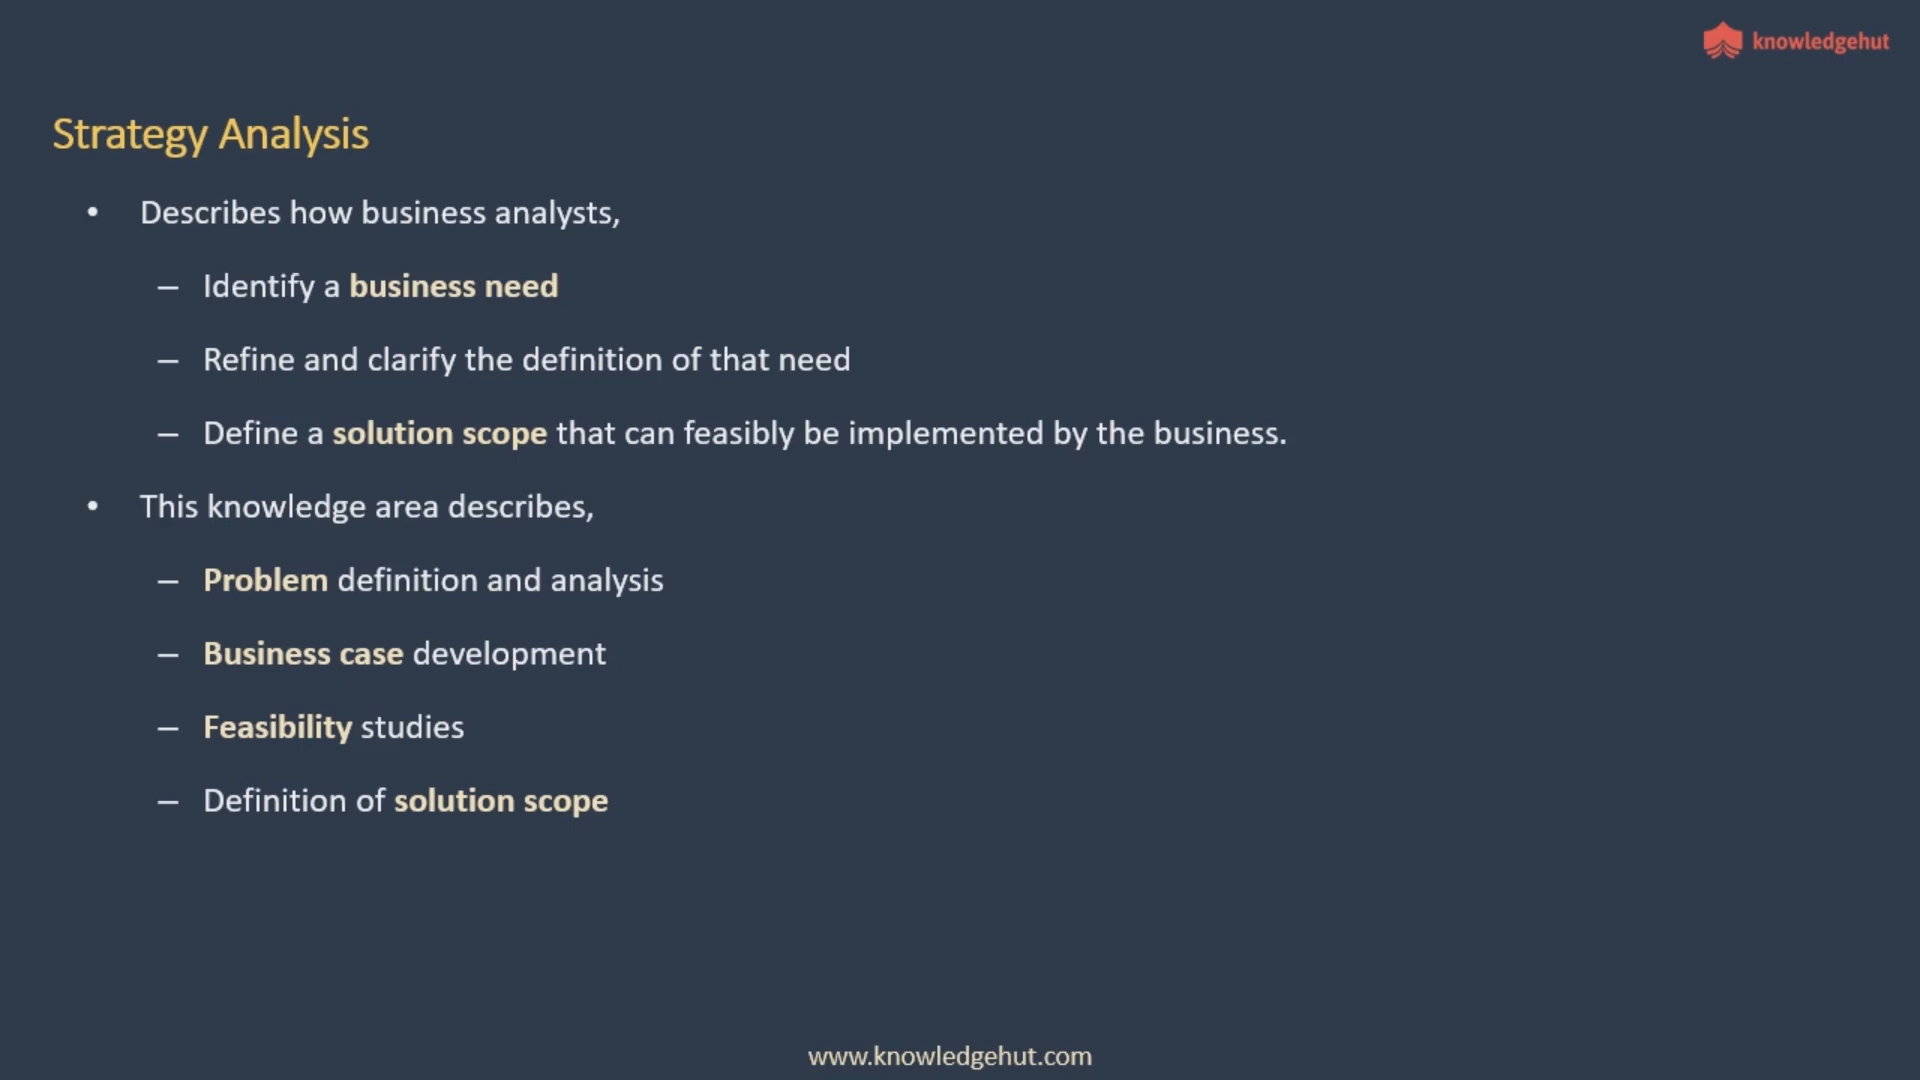 knowledgehut
Strategy Analysis
• Describes how business analysts,
– Identify a business need
– Refine and clarify the definition of that need
– Define a solution scope that can feasibly be implemented by the business.
• This knowledge area describes,
– Problem definition and analysis
– Business case development
– Feasibility studies
– Definition of solution scope
www.knowledgehut.com